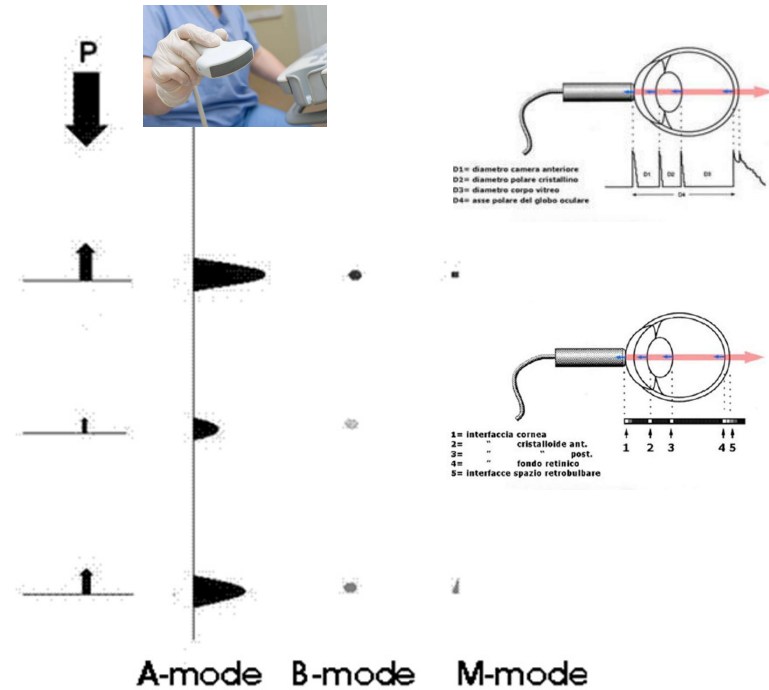 P
D1= diametro camera anteriore
D2= diametro polare cristallino
D3= diametro corpo vitreo
D4= asse polare del globo oculare
D1 D2 D3
D4
1= interfaccia cornea
2= " cristalloide ant.
3= " " post.
4= " fondo retinico
5= interfacce spazio retrobulbare
1 2 3 4 5
A-mode B-mode M-mode